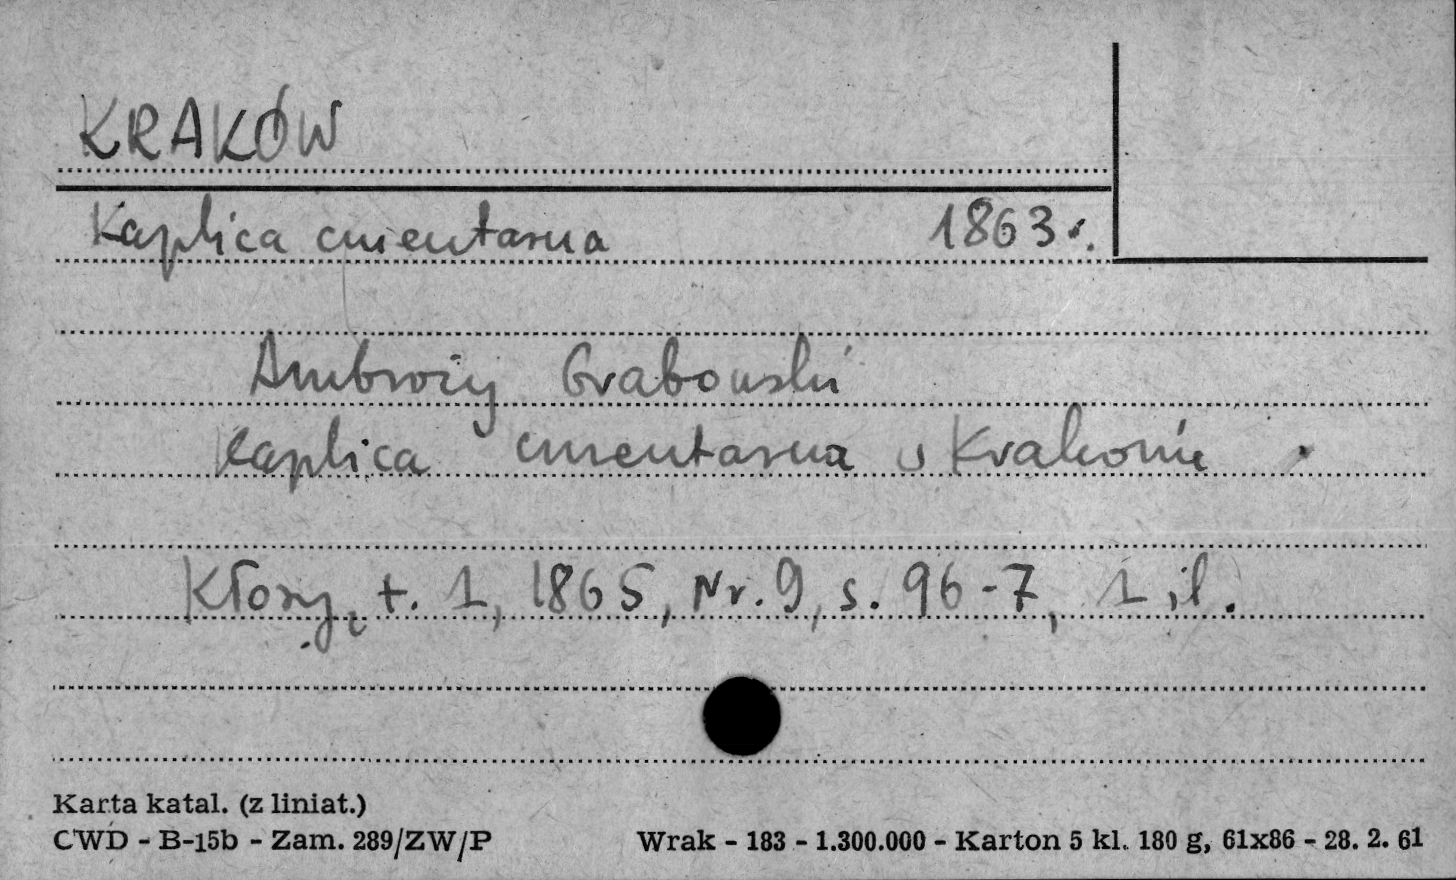 KRAKÓW
Kaplica cmentarna 1863 r.
Ambroży Grabowski
Kaplica cmentarna w Krakowie.
Kłosy, t. 1, 1865, Nr. 9, s. 96-7, 1 il.
Karta katal. (z liniat.)
CWD - B-15b - Zam. 289/ZW/P Wrak - 183 - 1.300.000 - Karton 5 kl. 180 g, 61x86 - 28. 2. 61